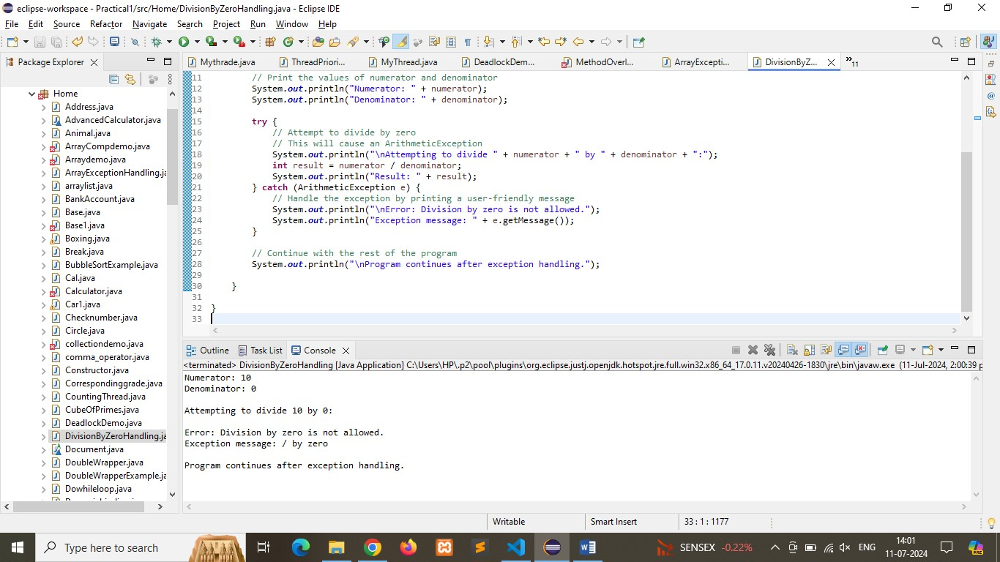 eclipse-workspace - Practical1/src/Home/DivisionByZeroHandling.java - Eclipse IDE
File Edit Source Refactor Navigate Search Project Run Window Help
Package Explorer
Mythrade.java ThreadPriori... MyThread.java DeadlockDem... MethodOverl... ArrayExcepti... DivisionByZ... 11
Home
Address.java
AdvancedCalculator.java
Animal.java
ArrayCompdemo.java
Arraydemo.java
ArrayExceptionHandling.ja
arraylist.java
BankAccount.java
Base.java
Base1.java
Boxing.java
Break.java
BubbleSortExample.java
Cal.java
Calculator.java
Car1.java
Checknumber.java
Circle.java
collectiondemo.java
comma_operator.java
Constructor.java
Correspondinggrade.java
CountingThread.java
CubeOfPrimes.java
DeadlockDemo.java
DivisionByZeroHandling.ja
Document.java
DoubleWrapper.java
DoubleWrapperExample.ja
Dowhileloop.java
11 // Print the values of numerator and denominator
12 System.out.println("Numerator: " + numerator);
13 System.out.println("Denominator: " + denominator);
14
15 try {
16 // Attempt to divide by zero
17 // This will cause an ArithmeticException
18 System.out.println("\nAttempting to divide " + numerator + " by " + denominator + ":");
19 int result = numerator / denominator;
20 System.out.println("Result: " + result);
21 } catch (ArithmeticException e) {
22 // Handle the exception by printing a user-friendly message
23 System.out.println("\nError: Division by zero is not allowed.");
24 System.out.println("Exception message: " + e.getMessage());
25 }
26
27 // Continue with the rest of the program
28 System.out.println("\nProgram continues after exception handling.");
29
30 }
31
32 }
33
Outline Task List Console
<terminated> DivisionByZeroHandling [Java Application] C:\Users\HP\.p2\pool\plugins\org.eclipse.justj.openjdk.hotspot.jre.full.win32.x86_64_17.0.11.v20240426-1830\jre\bin\javaw.exe (11-Jul-2024, 2:00:39 p
Numerator: 10
Denominator: 0
Attempting to divide 10 by 0:
Error: Division by zero is not allowed.
Exception message: / by zero
Program continues after exception handling.
Writable Smart Insert 33 : 1 : 1177
Type here to search
SENSEX -0.22%
ENG
14:01
11-07-2024
PRE